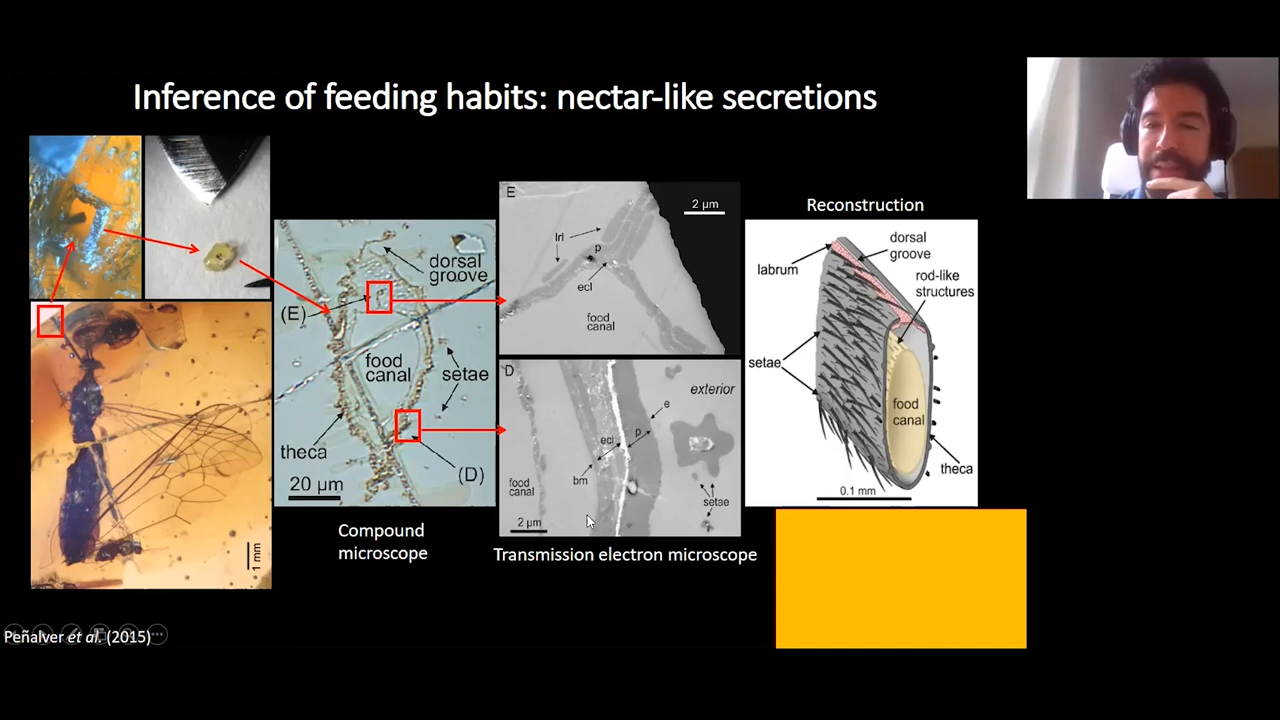 Inference of feeding habits: nectar-like secretions
1 mm
Peñalver et al. (2015)
dorsal
groove
(E)
food
canal
setae
theca
(D)
20 µm
Compound
microscope
E
2 µm
lrl
p
ecl
food
canal
D
exterior
e
p
ecl
bm
food
canal
setae
2 µm
Transmission electron microscope
Reconstruction
dorsal
groove
labrum
rod-like
structures
setae
food
canal
theca
0.1 mm